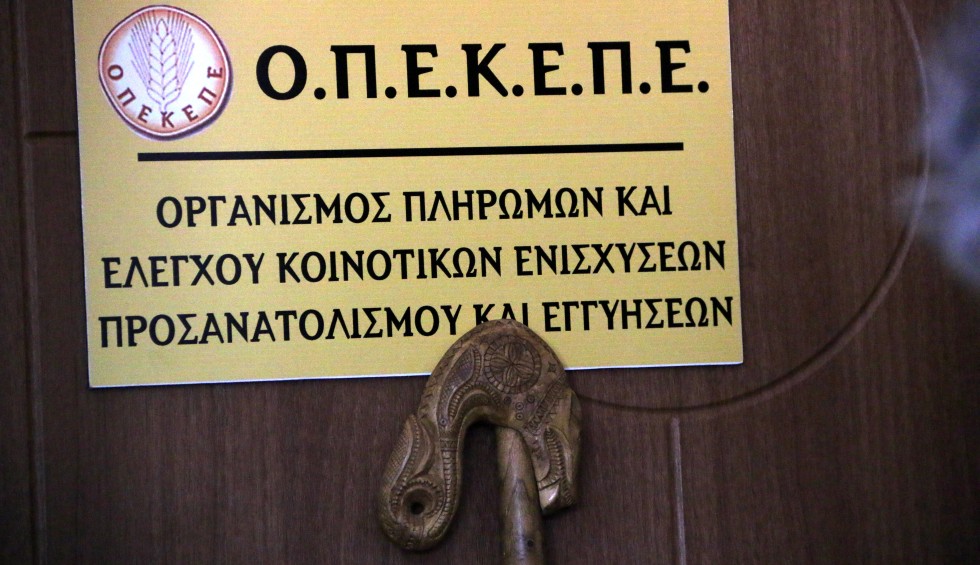 ΟΠΕΚΕΠΕ
Ο.Π.Ε.Κ.Ε.Π.Ε.
ΟΡΓΑΝΙΣΜΟΣ ΠΛΗΡΩΜΩΝ ΚΑΙ
ΕΛΕΓΧΟΥ ΚΟΙΝΟΤΙΚΩΝ ΕΝΙΣΧΥΣΕΩΝ
ΠΡΟΣΑΝΑΤΟΛΙΣΜΟΥ ΚΑΙ ΕΓΓΥΗΣΕΩΝ